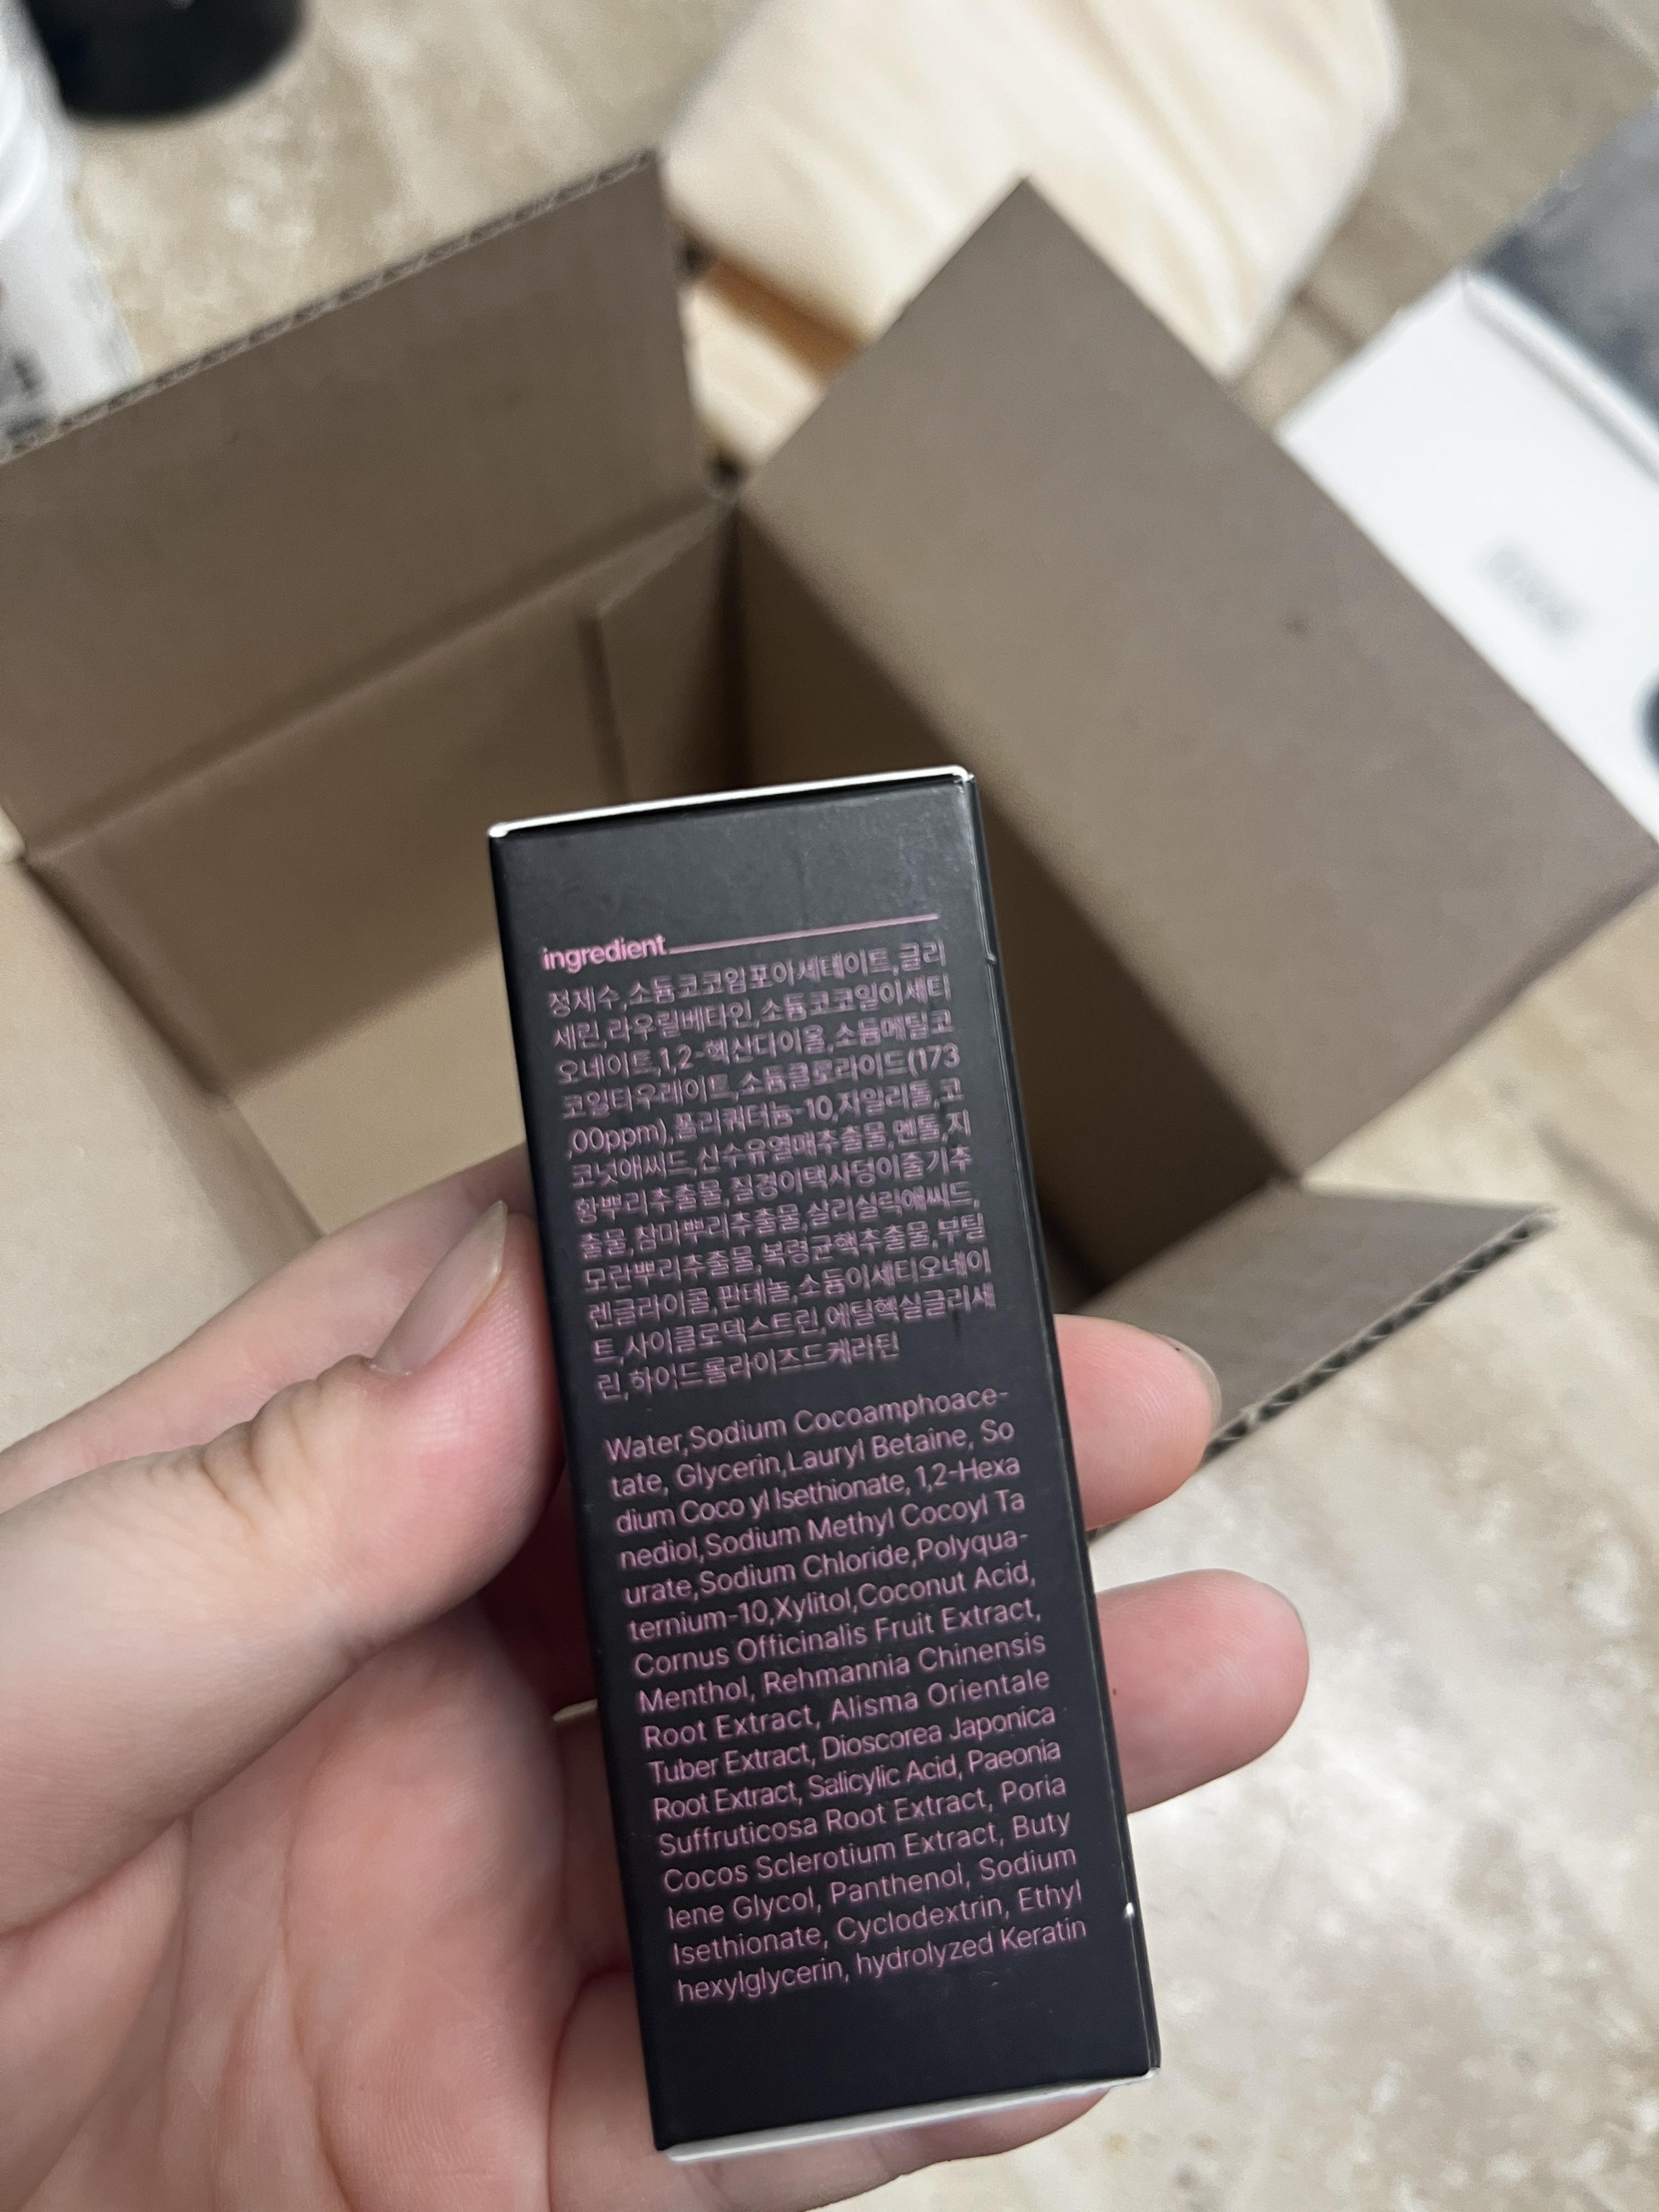 ingredient
정제수,소듐코코암포아세테이트,글리
세린,라우릴베타인,소듐코코일이세티
오네이트,1,2-헥산다이올,소듐메틸코
코일타우레이트,소듐클로라이드(173
,00ppm),폴리쿼터늄-10,자일리톨,코
코넛애씨드,산수유열매추출물,멘톨,지
황뿌리추출물,질경이택사덩이줄기추
출물,참마뿌리추출물,살리실릭애씨드,
모란뿌리추출물,복령균핵추출물,부틸
렌글라이콜,판테놀,소듐이세티오네이
트,사이클로덱스트린,에틸헥실글리세
린,하이드롤라이즈드케라틴
Water,Sodium Cocoamphoace-
tate, Glycerin,Lauryl Betaine, So
dium Coco yl Isethionate, 1,2-Hexa
nediol,Sodium Methyl Cocoyl Ta
urate,Sodium Chloride,Polyqua-
ternium-10,Xylitol,Coconut Acid,
Cornus Officinalis Fruit Extract,
Menthol, Rehmannia Chinensis
Root Extract, Alisma Orientale
Tuber Extract, Dioscorea Japonica
Root Extract, Salicylic Acid, Paeonia
Suffruticosa Root Extract, Poria
Cocos Sclerotium Extract, Buty
lene Glycol, Panthenol, Sodium
Isethionate, Cyclodextrin, Ethyl
hexylglycerin, hydrolyzed Keratin